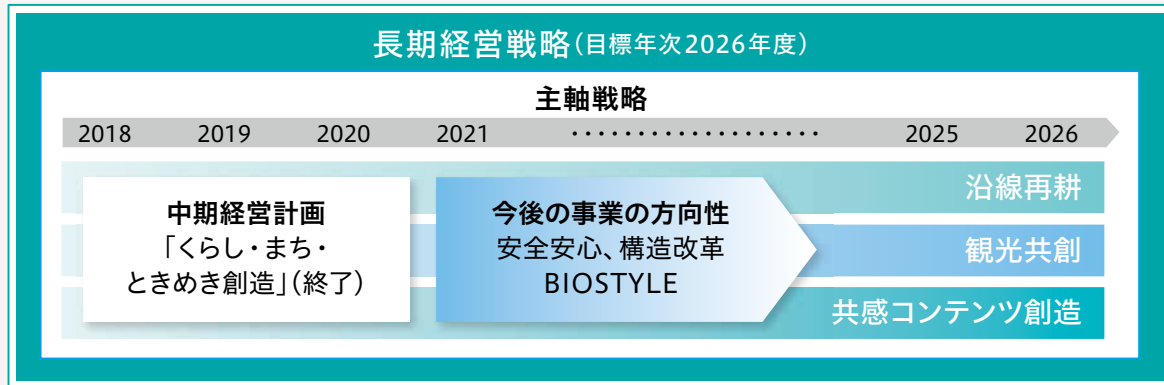 長期経営戦略(目標年次2026年度)
主軸戦略
2018 2019 2020 2021 ・・・・・・・・・・・・・・・・・・・ 2025 2026
中期経営計画
「くらし・まち・
ときめき創造」(終了)
今後の事業の方向性
安全安心、構造改革
BIOSTYLE
沿線再耕
観光共創
共感コンテンツ創造